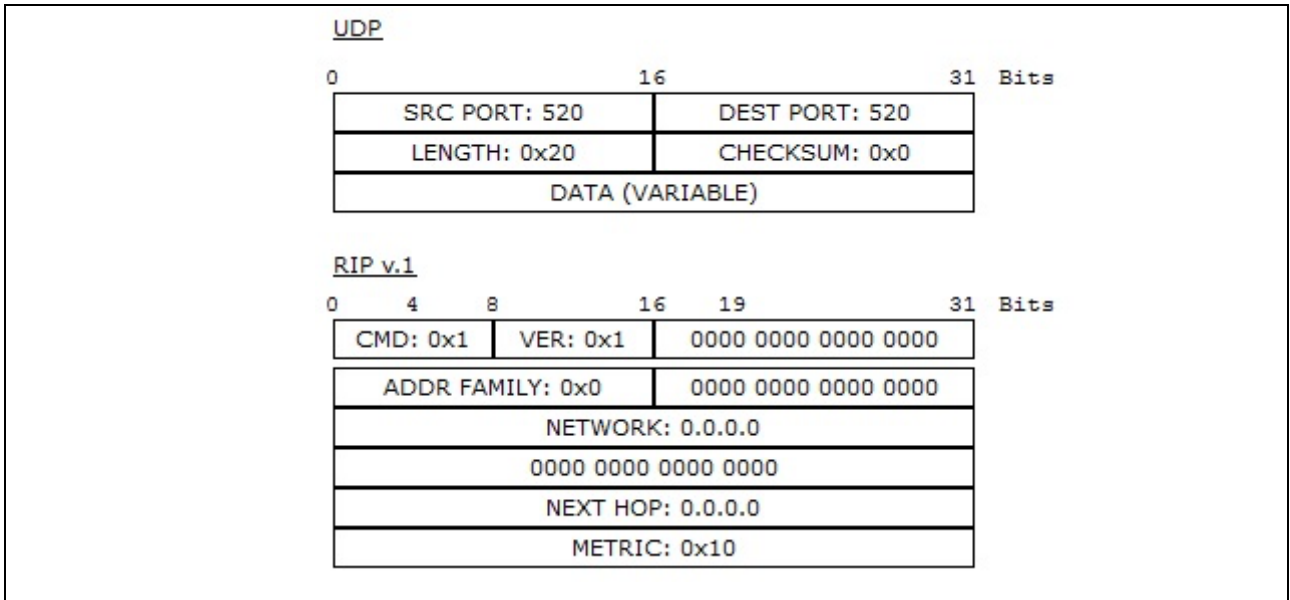 UDP
0 16 31 Bits
SRC PORT: 520 DEST PORT: 520
LENGTH: 0x20 CHECKSUM: 0x0
DATA (VARIABLE)
RIP v.1
0 4 8 16 19 31 Bits
CMD: 0x1 VER: 0x1 0000 0000 0000 0000
ADDR FAMILY: 0x0 0000 0000 0000 0000
NETWORK: 0.0.0.0
0000 0000 0000 0000
NEXT HOP: 0.0.0.0
METRIC: 0x10